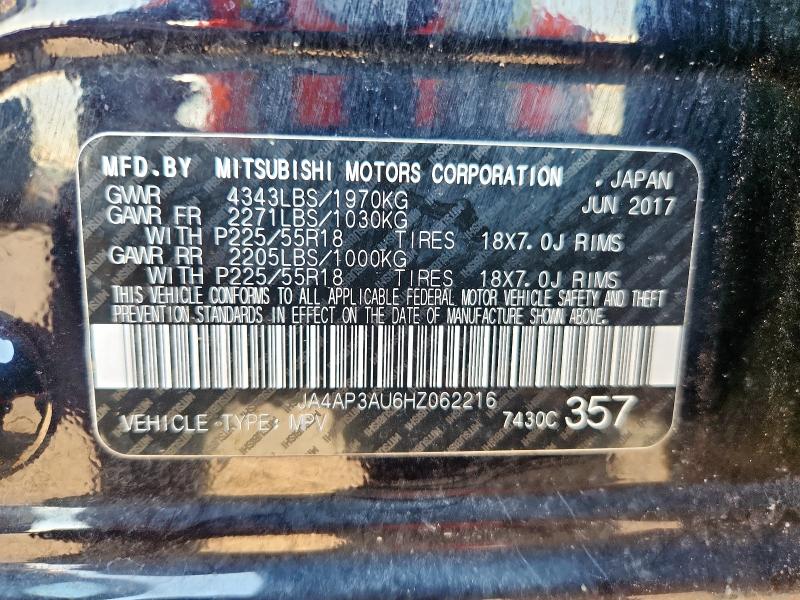 MFD.BY MITSUBISHI MOTORS CORPORATION , JAPAN
GVWR 4343LBS/1970KG JUN 2017
GAWR FR 2271LBS/1030KG
WITH P225/55R18 TIRES 18X7.0J RIMS
GAWR RR 2205LBS/1000KG
WITH P225/55R18 TIRES 18X7.0J RIMS
THIS VEHICLE CONFORMS TO ALL APPLICABLE FEDERAL MOTOR VEHICLE SAFETY AND THEFT
PREVENTION STANDARDS IN EFFECT ON THE DATE OF MANUFACTURE SHOWN ABOVE.
JA4AP3AU6HZ062216
VEHICLE-TYPE: MPV 7430C 357